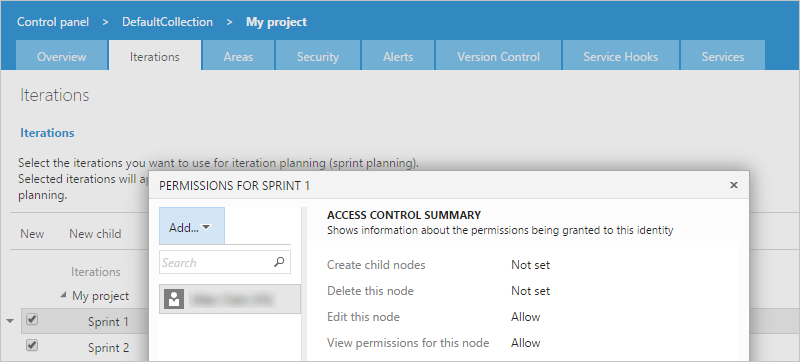 Control panel > DefaultCollection > My project
Overview Iterations Areas Security Alerts Version Control Service Hooks Services
Iterations
Iterations
Select the iterations you want to use for iteration planning (sprint planning).
Selected iterations will ap
planning.
PERMISSIONS FOR SPRINT 1 ×
New New child
Iterations
My project
Sprint 1
Sprint 2
Add...
Search
ACCESS CONTROL SUMMARY
Shows information about the permissions being granted to this identity
Create child nodes Not set
Delete this node Not set
Edit this node Allow
View permissions for this node Allow